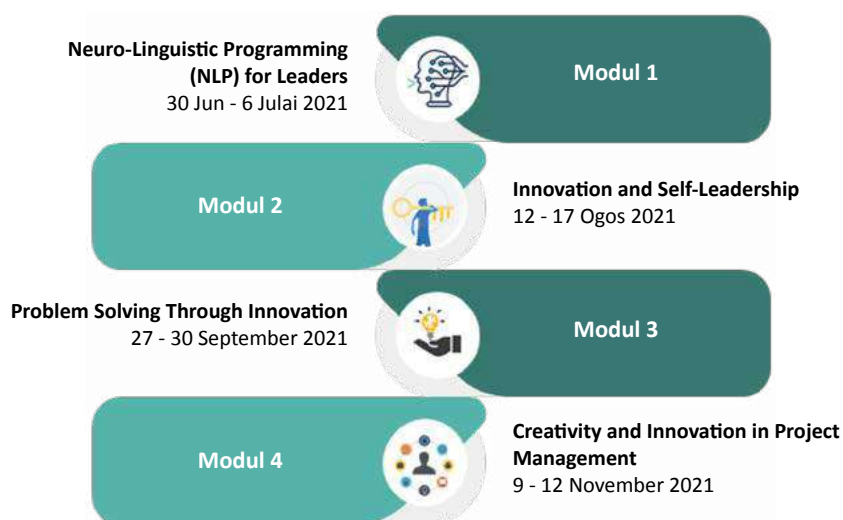 Neuro-Linguistic Programming
(NLP) for Leaders
30 Jun - 6 Julai 2021
Modul 1
Modul 2
Innovation and Self-Leadership
12 - 17 Ogos 2021
Problem Solving Through Innovation
27 - 30 September 2021
Modul 3
Modul 4
Creativity and Innovation in Project
Management
9 - 12 November 2021